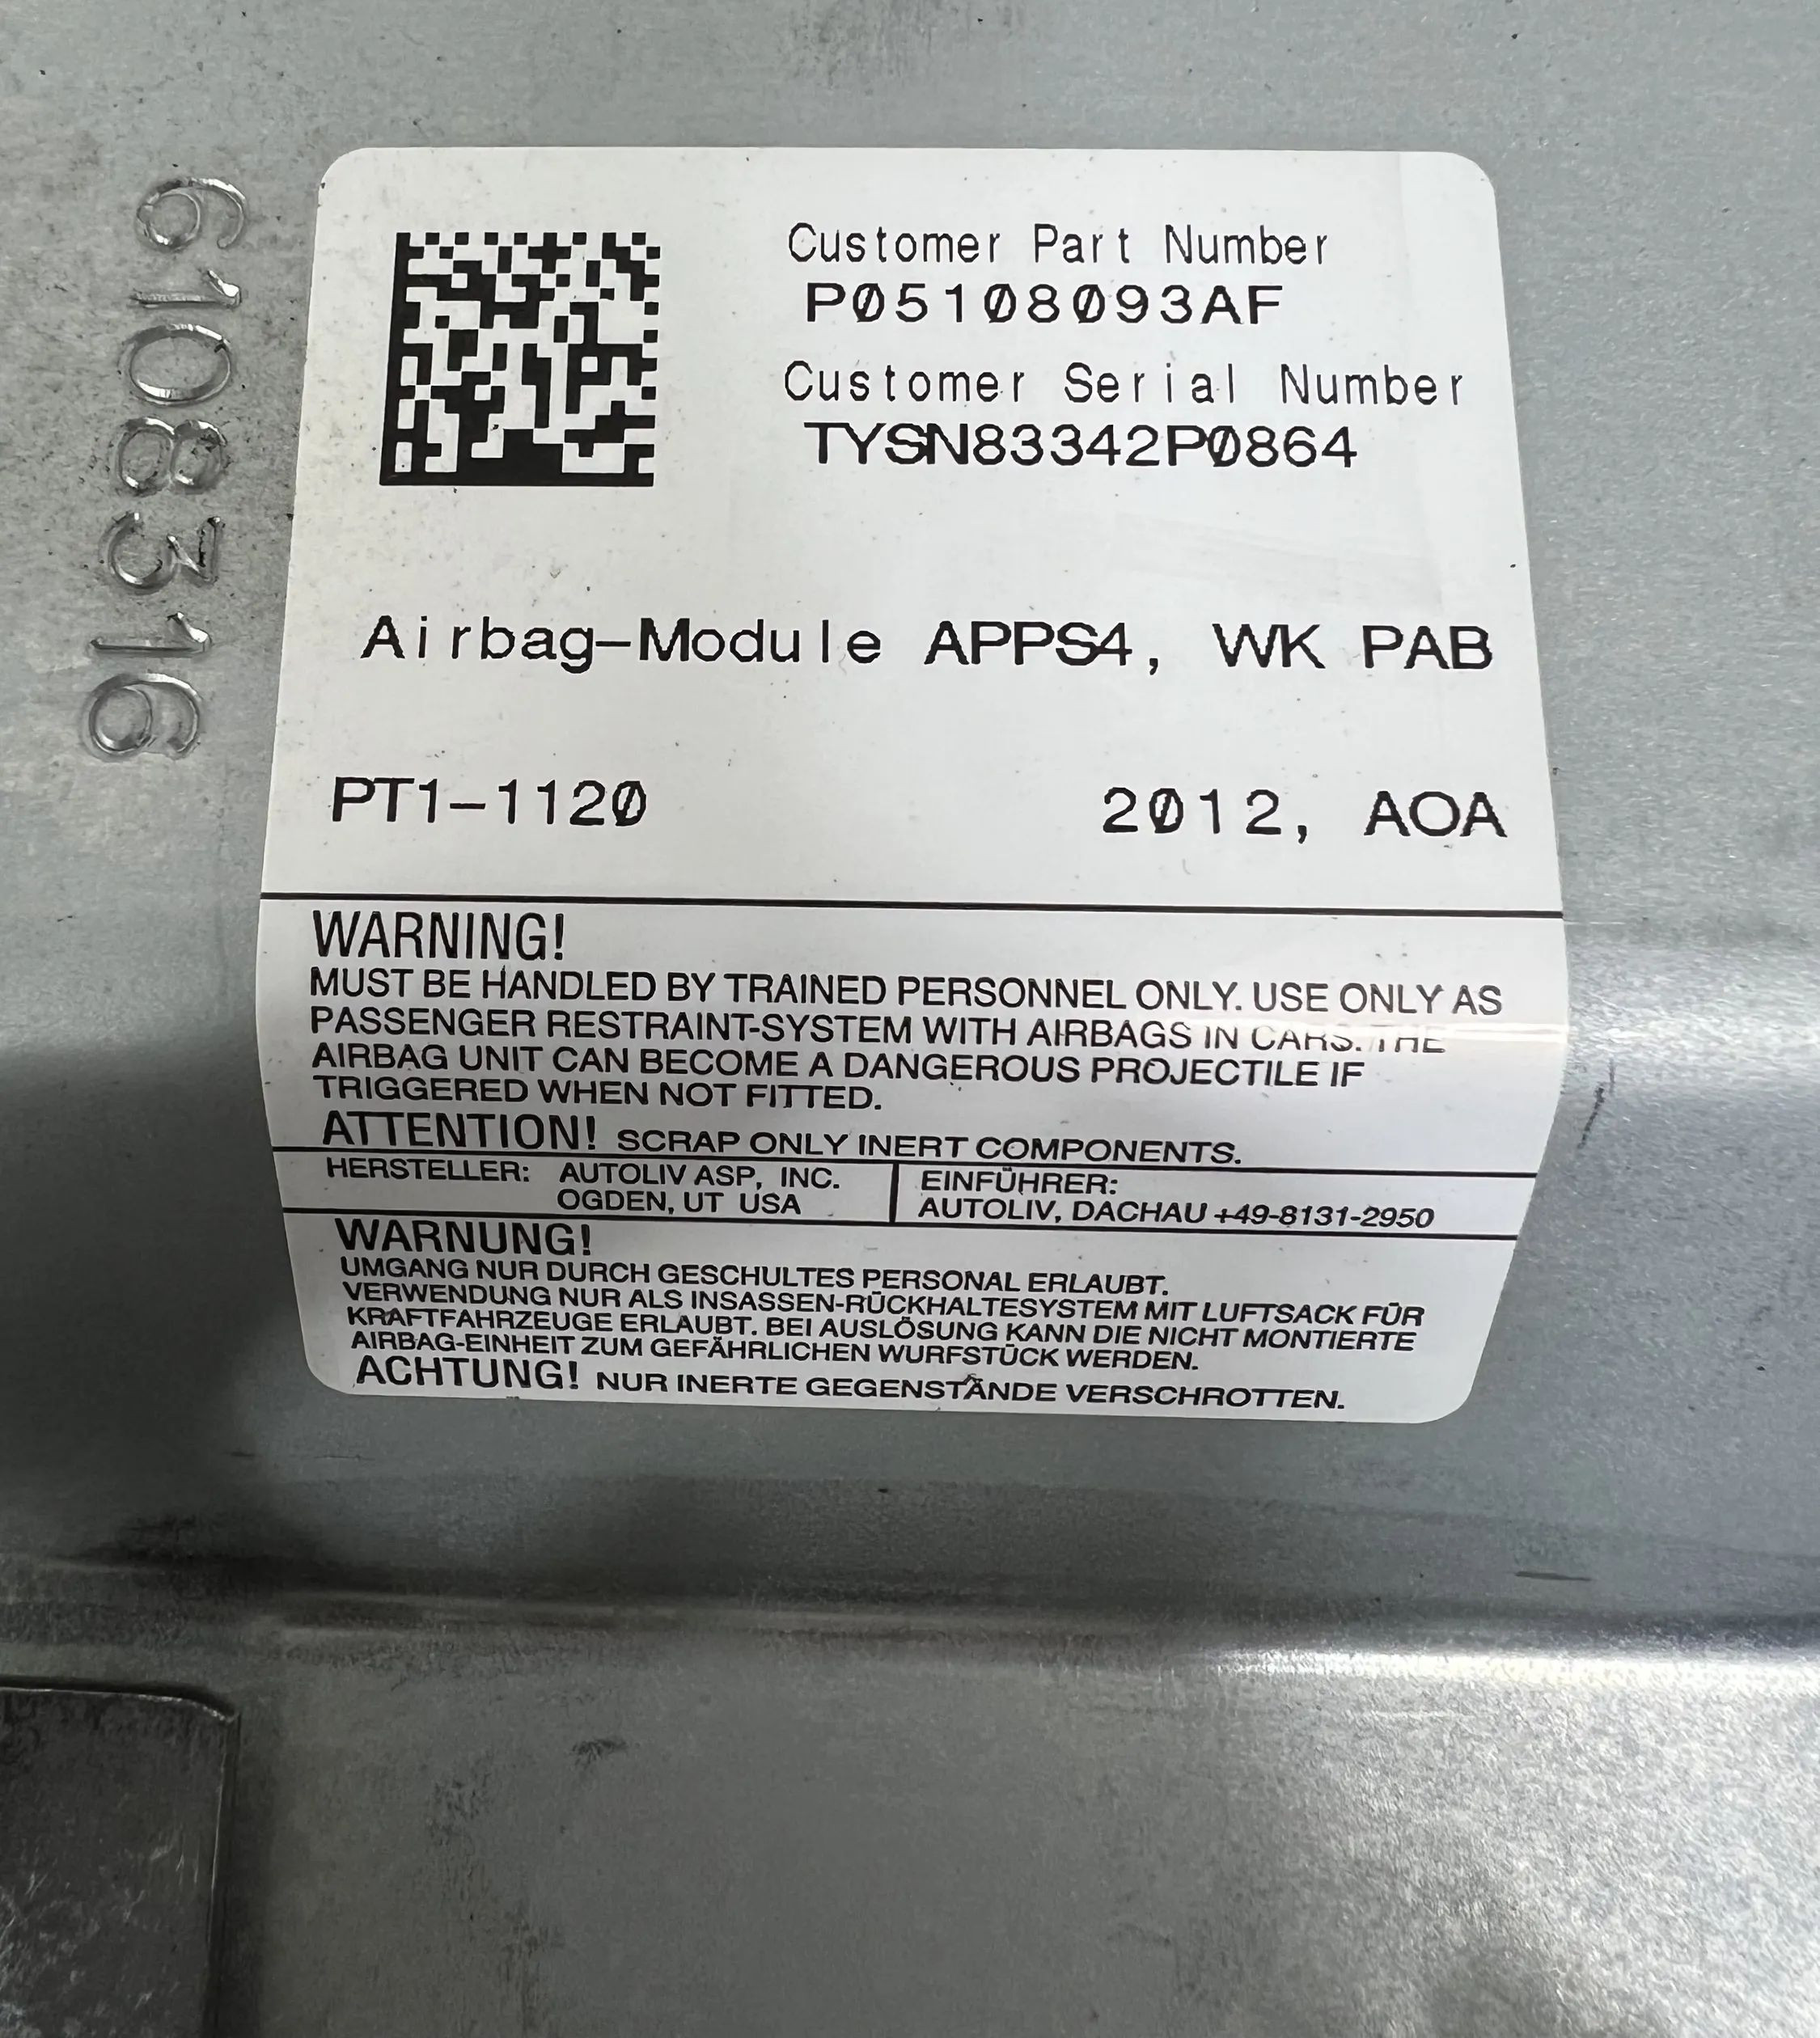 6108316
Customer Part Number
P05108093AF
Customer Serial Number
TYSN83342P0864
Airbag-Module APPS4, WK PAB
PT1-1120 2012, AOA
WARNING!
MUST BE HANDLED BY TRAINED PERSONNEL ONLY. USE ONLY AS
PASSENGER RESTRAINT-SYSTEM WITH AIRBAGS IN CARS. THE
AIRBAG UNIT CAN BECOME A DANGEROUS PROJECTILE IF
TRIGGERED WHEN NOT FITTED.
ATTENTION! SCRAP ONLY INERT COMPONENTS.
HERSTELLER: AUTOLIV ASP, INC.
OGDEN, UT USA
EINFÜHRER:
AUTOLIV, DACHAU +49-8131-2950
WARNUNG!
UMGANG NUR DURCH GESCHULTES PERSONAL ERLAUBT.
VERWENDUNG NUR ALS INSASSEN-RÜCKHALTESYSTEM MIT LUFTSACK FÜR
KRAFTFAHRZEUGE ERLAUBT. BEI AUSLÖSUNG KANN DIE NICHT MONTIERTE
AIRBAG-EINHEIT ZUM GEFÄHRLICHEN WURFSTÜCK WERDEN.
ACHTUNG! NUR INERTE GEGENSTÄNDE VERSCHROTTEN.